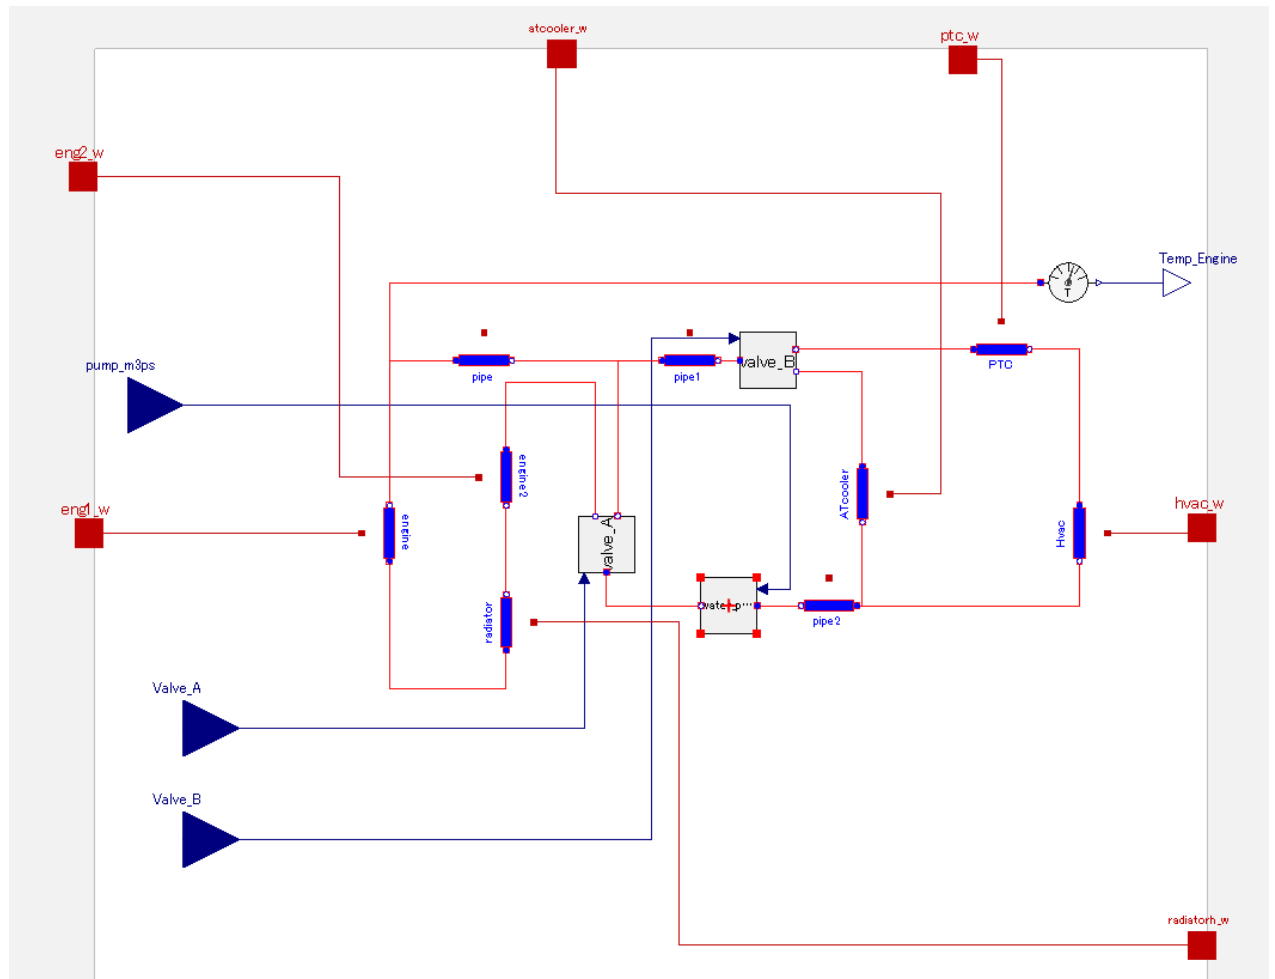 atcooler_w
ptc_w
eng2_w
Temp_Engine
T
pump_m3ps
pipe
pipe1
valve_B
PTC
engine2
ATcooler
eng1_w
engine
valve_A
Hvac
hvac_w
radiator
pipe2
Valve_A
Valve_B
radiatorh_w